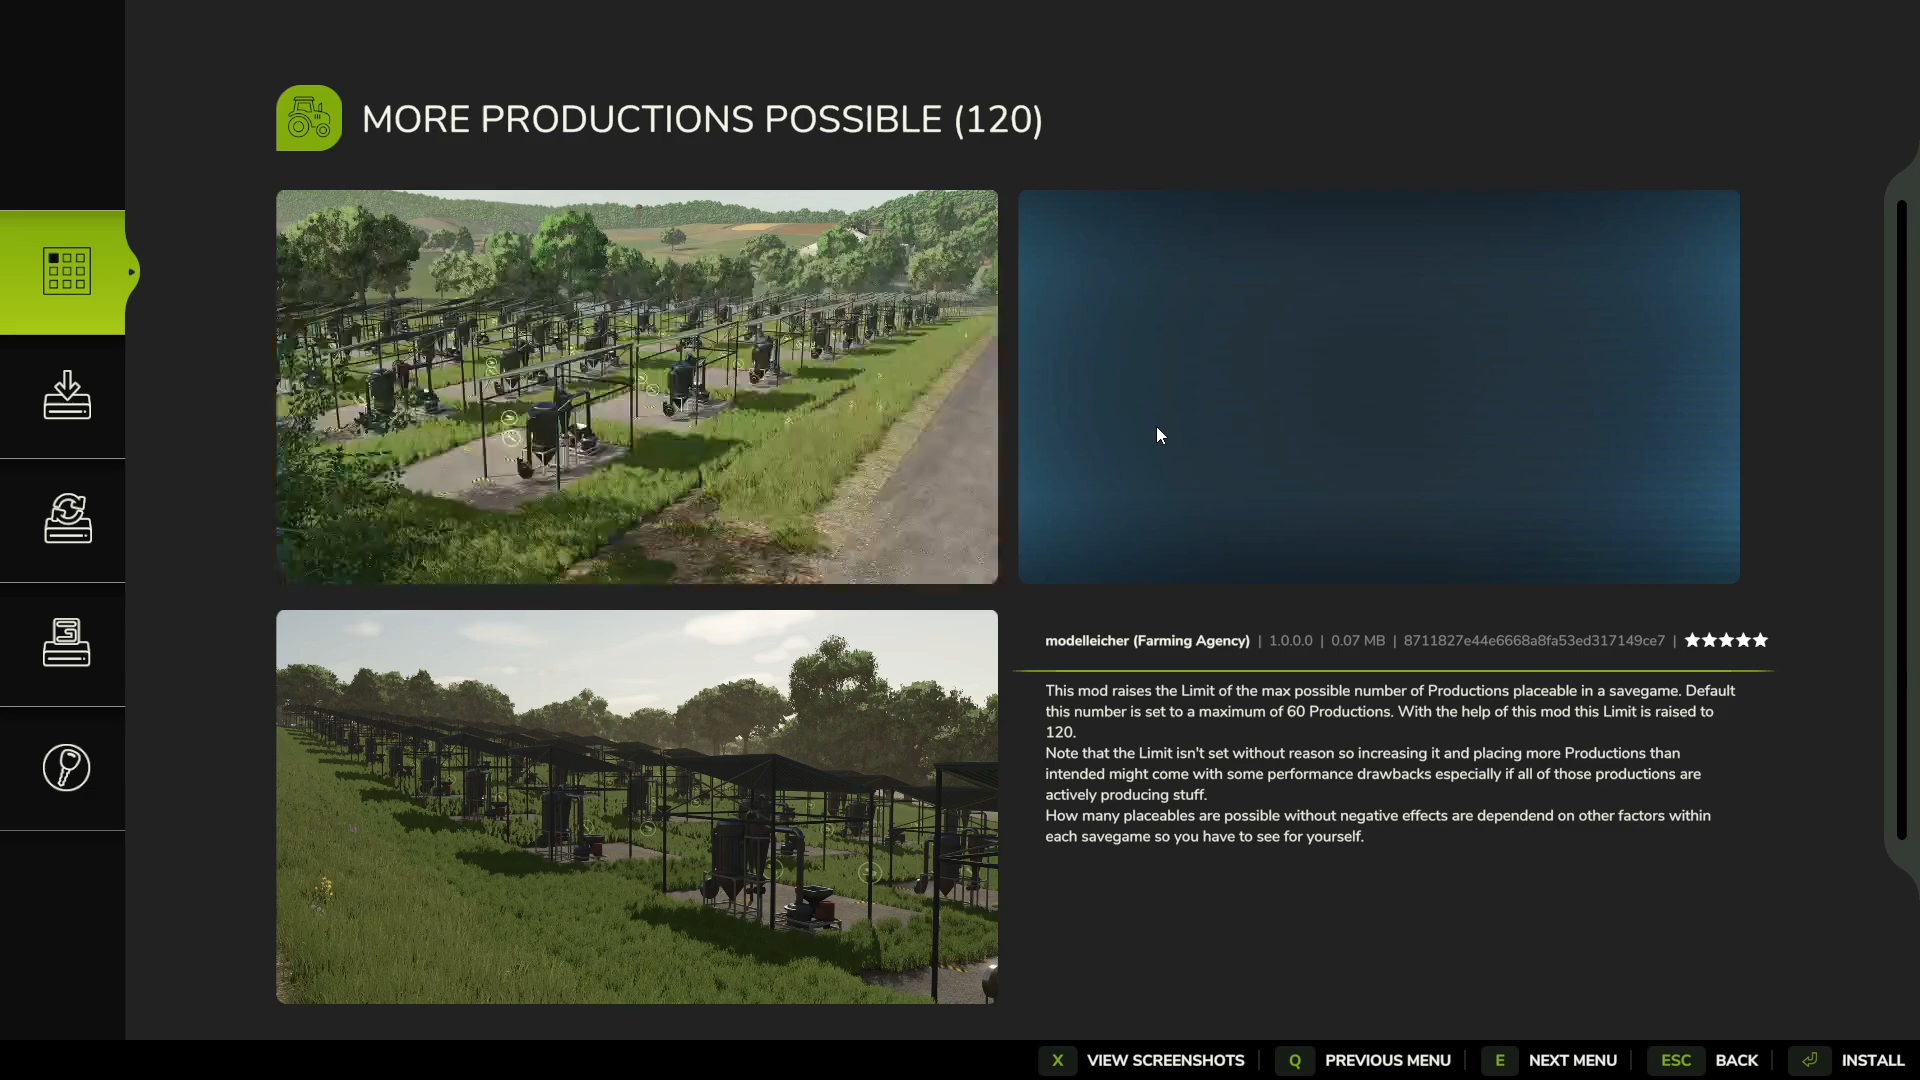 MORE PRODUCTIONS POSSIBLE (120)
modelleicher (Farming Agency) | 1.0.0.0 | 0.07 MB | 8711827e44e6668a8fa53ed317149ce7 | ★★★★★
This mod raises the Limit of the max possible number of Productions placeable in a savegame. Default
this number is set to a maximum of 60 Productions. With the help of this mod this Limit is raised to
120.
Note that the Limit isn't set without reason so increasing it and placing more Productions than
intended might come with some performance drawbacks especially if all of those productions are
actively producing stuff.
How many placeables are possible without negative effects are dependend on other factors within
each savegame so you have to see for yourself.
X VIEW SCREENSHOTS | Q PREVIOUS MENU | E NEXT MENU | ESC BACK | INSTALL